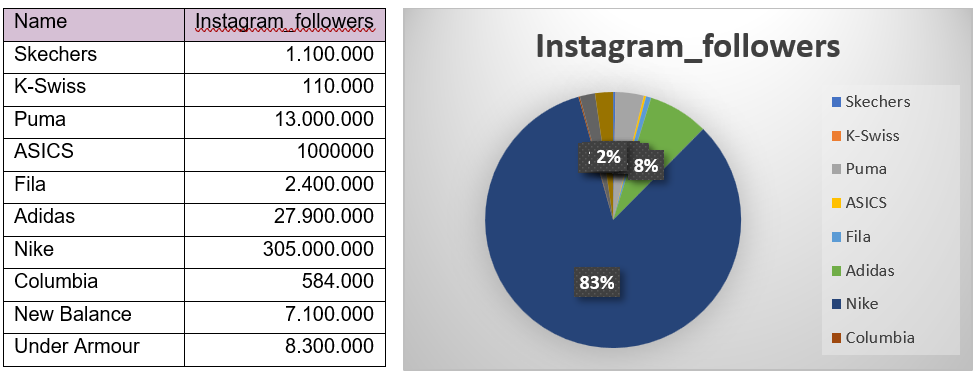 Name Instagram_followers
Skechers 1.100.000
K-Swiss 110.000
Puma 13.000.000
ASICS 1000000
Fila 2.400.000
Adidas 27.900.000
Nike 305.000.000
Columbia 584.000
New Balance 7.100.000
Under Armour 8.300.000
Instagram_followers
2%
8%
83%
Skechers
K-Swiss
Puma
ASICS
Fila
Adidas
Nike
Columbia